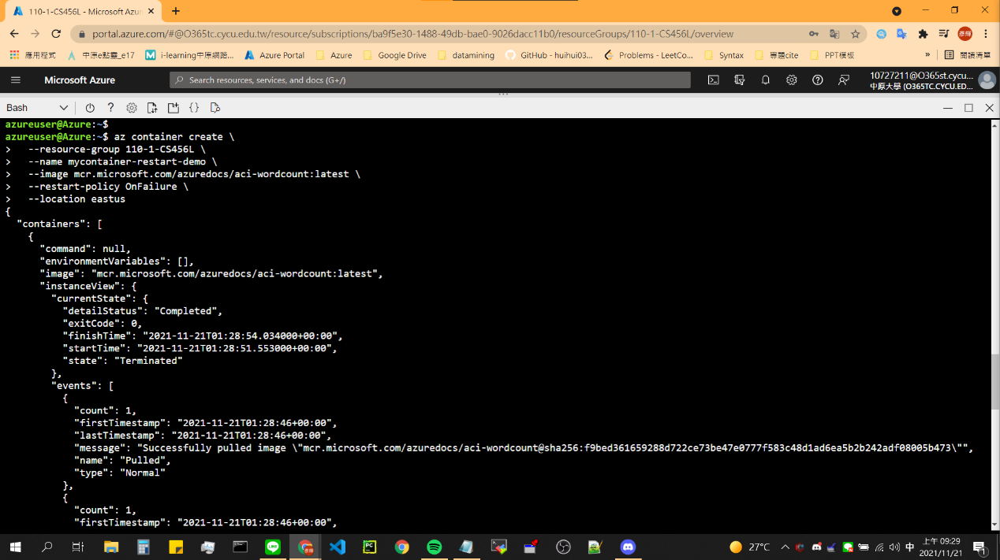 110-1-CS456L - Microsoft Azur
portal.azure.com/#@O365tc.cycu.edu.tw/resource/subscriptions/ba9f5e30-1488-49db-bae0-9026dacc11b0/resourceGroups/110-1-CS456L/overview
應用程式 中原e點靈_e17 i-learning中原網路... Azure Portal Azure Google Drive datamining GitHub - huihui03... Problems - LeetCo... Syntax 專題cite PPT模板 » 閱讀清單
Microsoft Azure
Search resources, services, and docs (G+/)
10727211@O365st.cycu...
中原大學 (O365TC.CYCU.ED...
Bash
azureuser@Azure:~$
azureuser@Azure:~$ az container create \
>   --resource-group 110-1-CS456L \
>   --name mycontainer-restart-demo \
>   --image mcr.microsoft.com/azuredocs/aci-wordcount:latest \
>   --restart-policy OnFailure \
>   --location eastus
{
  "containers": [
    {
      "command": null,
      "environmentVariables": [],
      "image": "mcr.microsoft.com/azuredocs/aci-wordcount:latest",
      "instanceView": {
        "currentState": {
          "detailStatus": "Completed",
          "exitCode": 0,
          "finishTime": "2021-11-21T01:28:54.034000+00:00",
          "startTime": "2021-11-21T01:28:51.553000+00:00",
          "state": "Terminated"
        },
        "events": [
          {
            "count": 1,
            "firstTimestamp": "2021-11-21T01:28:46+00:00",
            "lastTimestamp": "2021-11-21T01:28:46+00:00",
            "message": "Successfully pulled image \"mcr.microsoft.com/azuredocs/aci-wordcount@sha256:f9bed361659288d722ce73be47e0777f583c48d1ad6ea5b2b242adf08005b473\"",
            "name": "Pulled",
            "type": "Normal"
          },
          {
            "count": 1,
            "firstTimestamp": "2021-11-21T01:28:46+00:00",
27°C 中 上午 09:29
2021/11/21